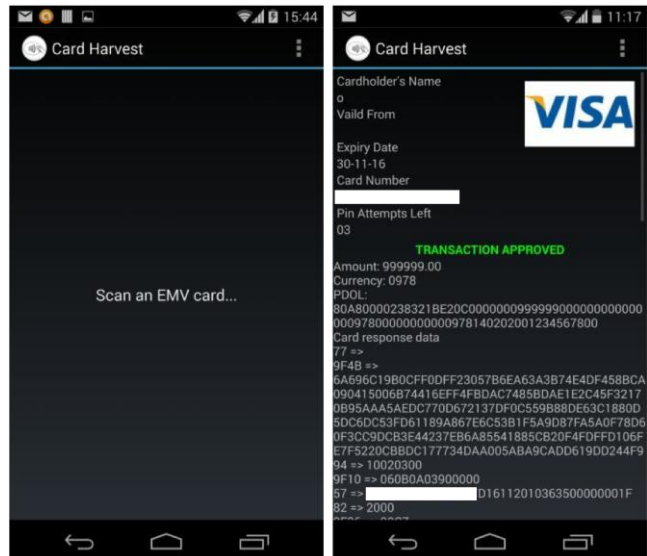 15:44
Card Harvest
Scan an EMV card...
11:17
Card Harvest
Cardholder's Name
o
Vaild From
VISA
Expiry Date
30-11-16
Card Number
Pin Attempts Left
03
TRANSACTION APPROVED
Amount: 999999.00
Currency: 0978
PDOL:
80A80000238321BE20C0000000999999000000000000
00097800000000000978140202001234567800
Card response data
77 =>
9F4B =>
6A696C19B0CFF0DFF23057B6EA63A3B74E4DF458BCA
090415006B74416EFF4FBDAC7485BDAE1E2C45F3217
0B95AAA5AEDC770D672137DF0C559B88DE63C1880D
5DC6DC53FD61189A867E6C53B1F5A9D87FA5A0F78D6
0F3CC9DCB3E44237EB6A85541885CB20F4FDFFD106F
E7F5220CBBDC177734DAA005ABA9CADD619DD244F9
94 => 10020300
9F10 => 060B0A03900000
57 => D16112010363500000001F
82 => 2000